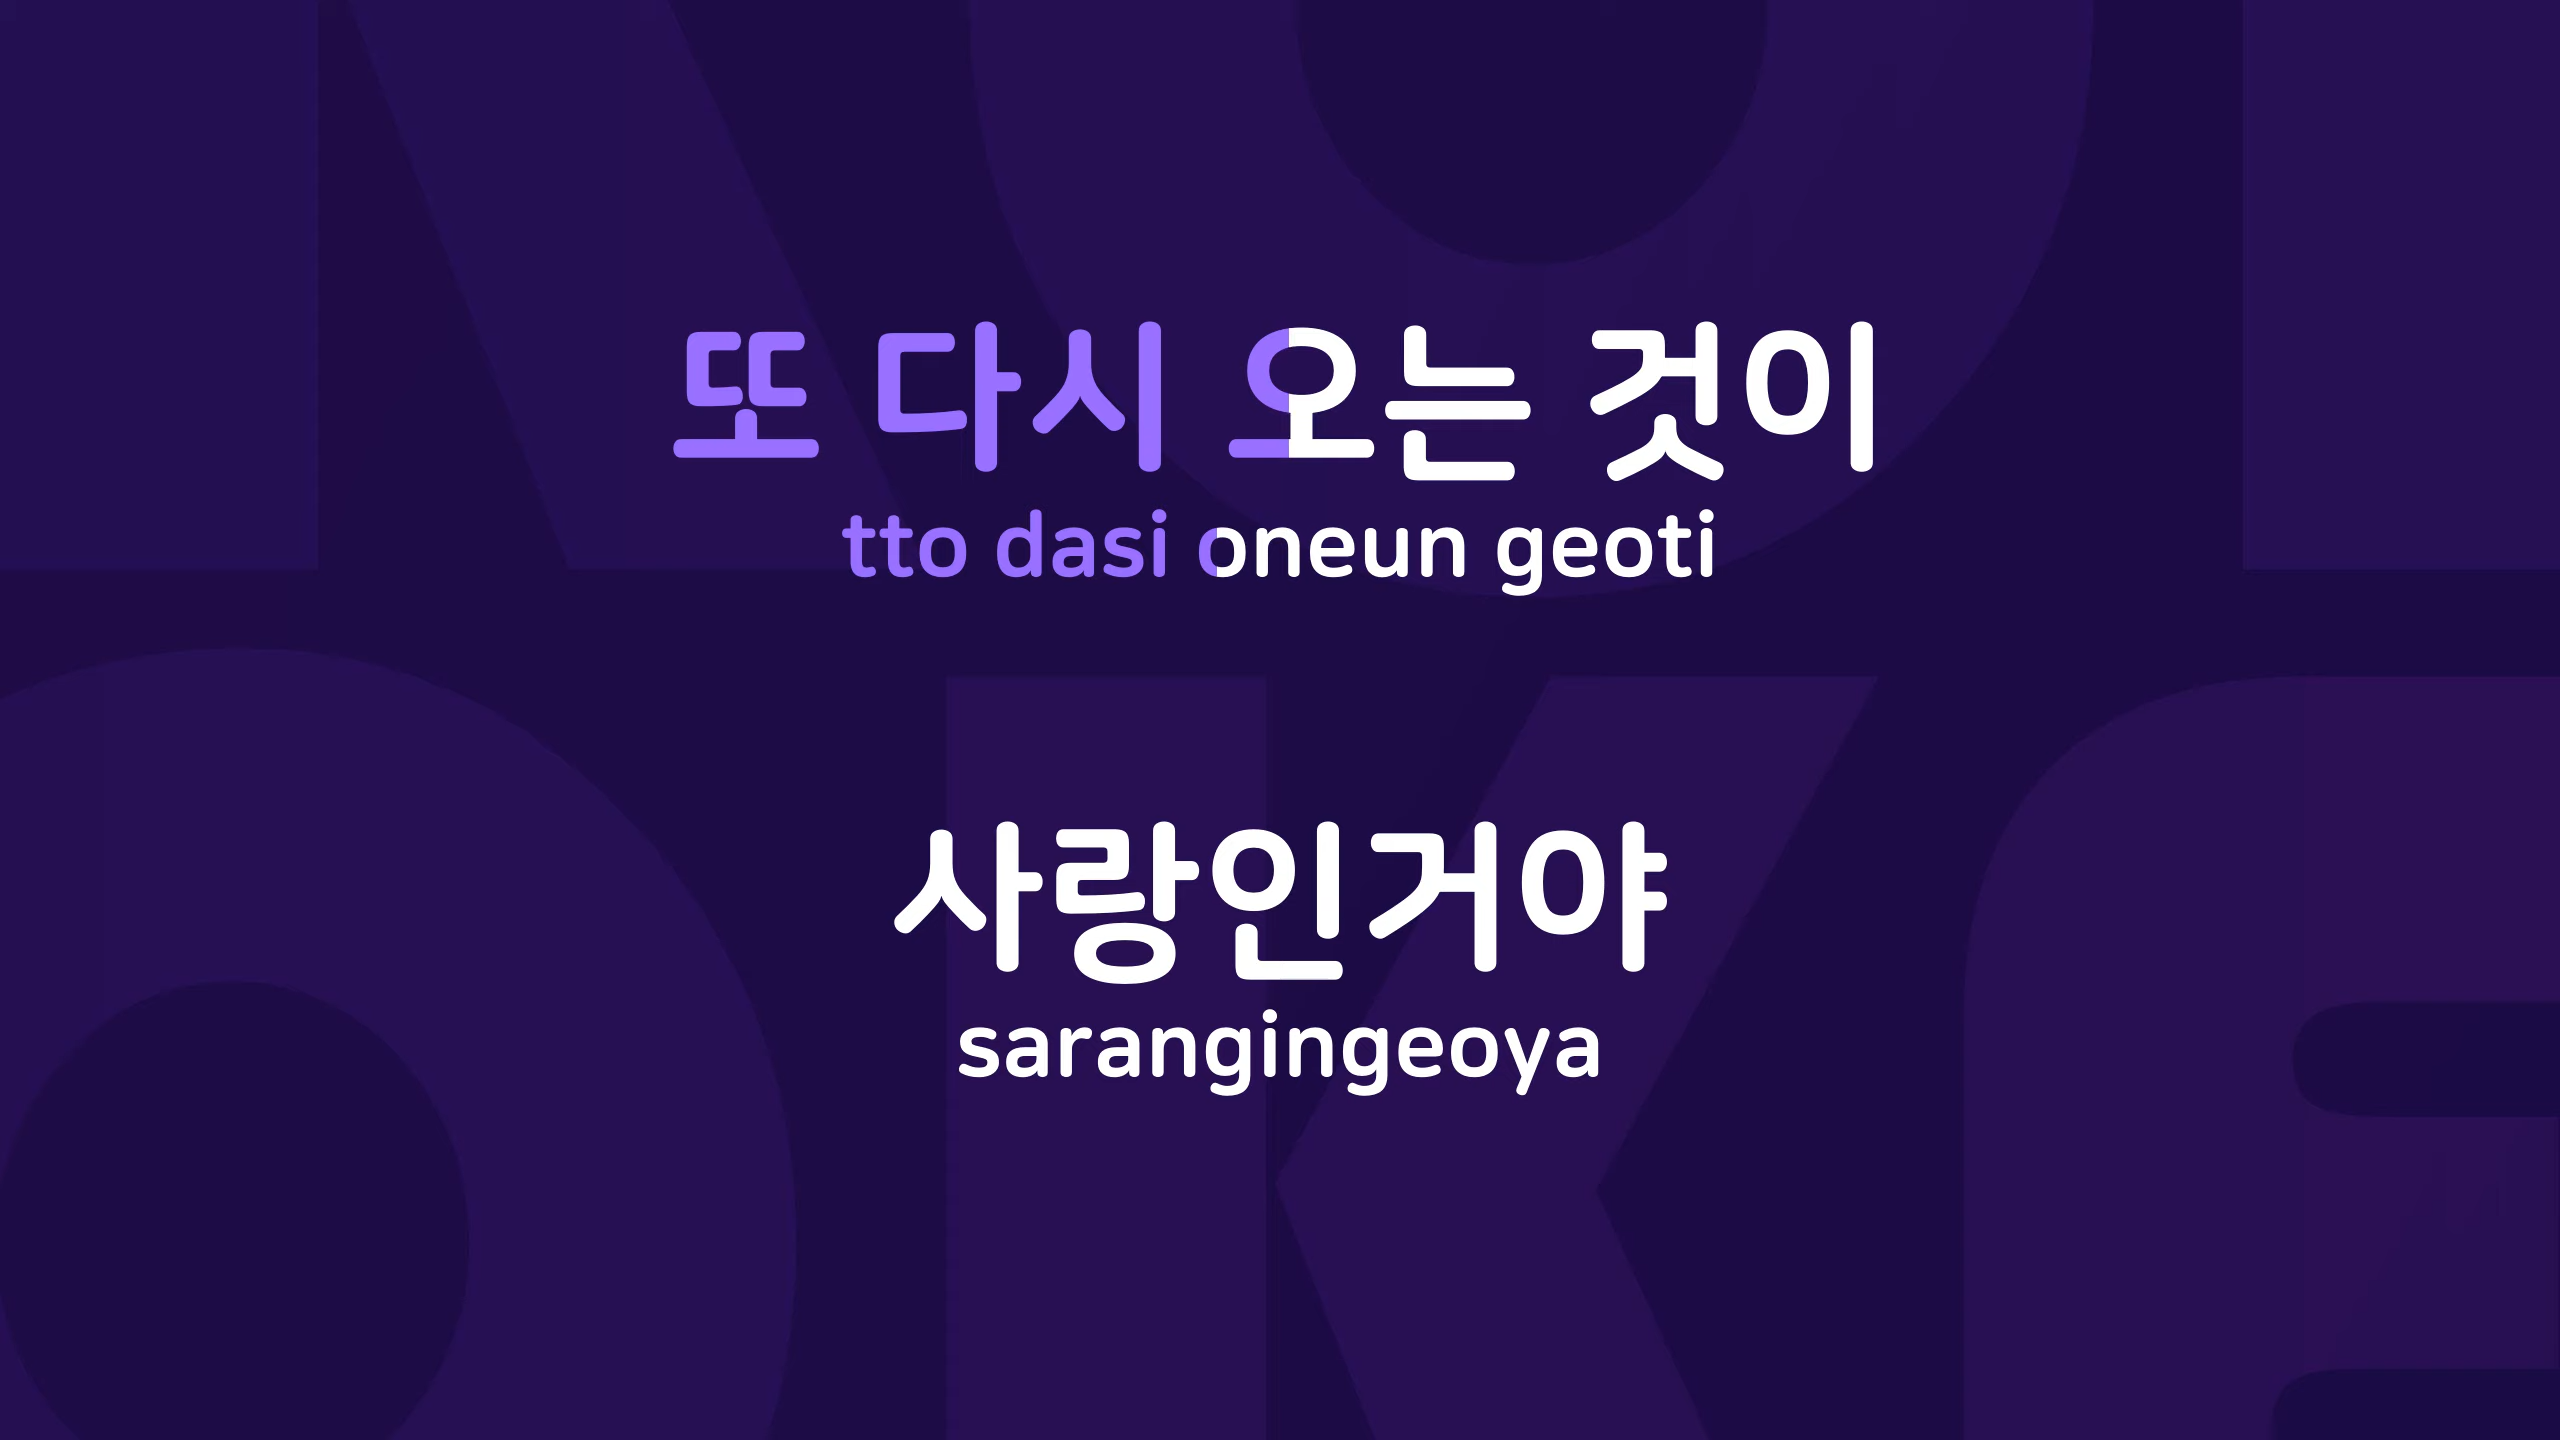 또 다시 오는 것이
tto dasi oneun geoti
사랑인거야
sarangingeoya